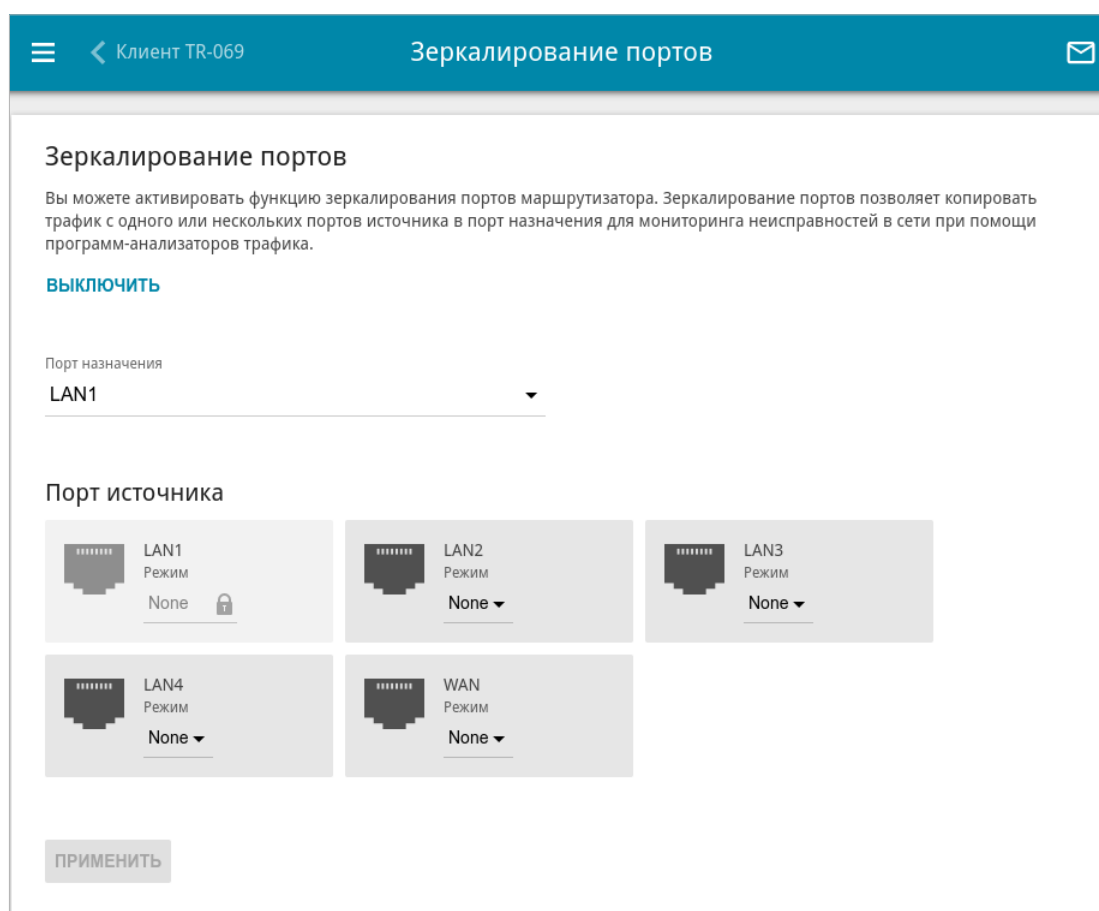 Клиент TR-069
Зеркалирование портов
Зеркалирование портов
Вы можете активировать функцию зеркалирования портов маршрутизатора. Зеркалирование портов позволяет копировать
трафик с одного или нескольких портов источника в порт назначения для мониторинга неисправностей в сети при помощи
программ-анализаторов трафика.
ВЫКЛЮЧИТЬ
Порт назначения
LAN1
Порт источника
LAN1
Режим
None
LAN2
Режим
None
LAN3
Режим
None
LAN4
Режим
None
WAN
Режим
None
ПРИМЕНИТЬ